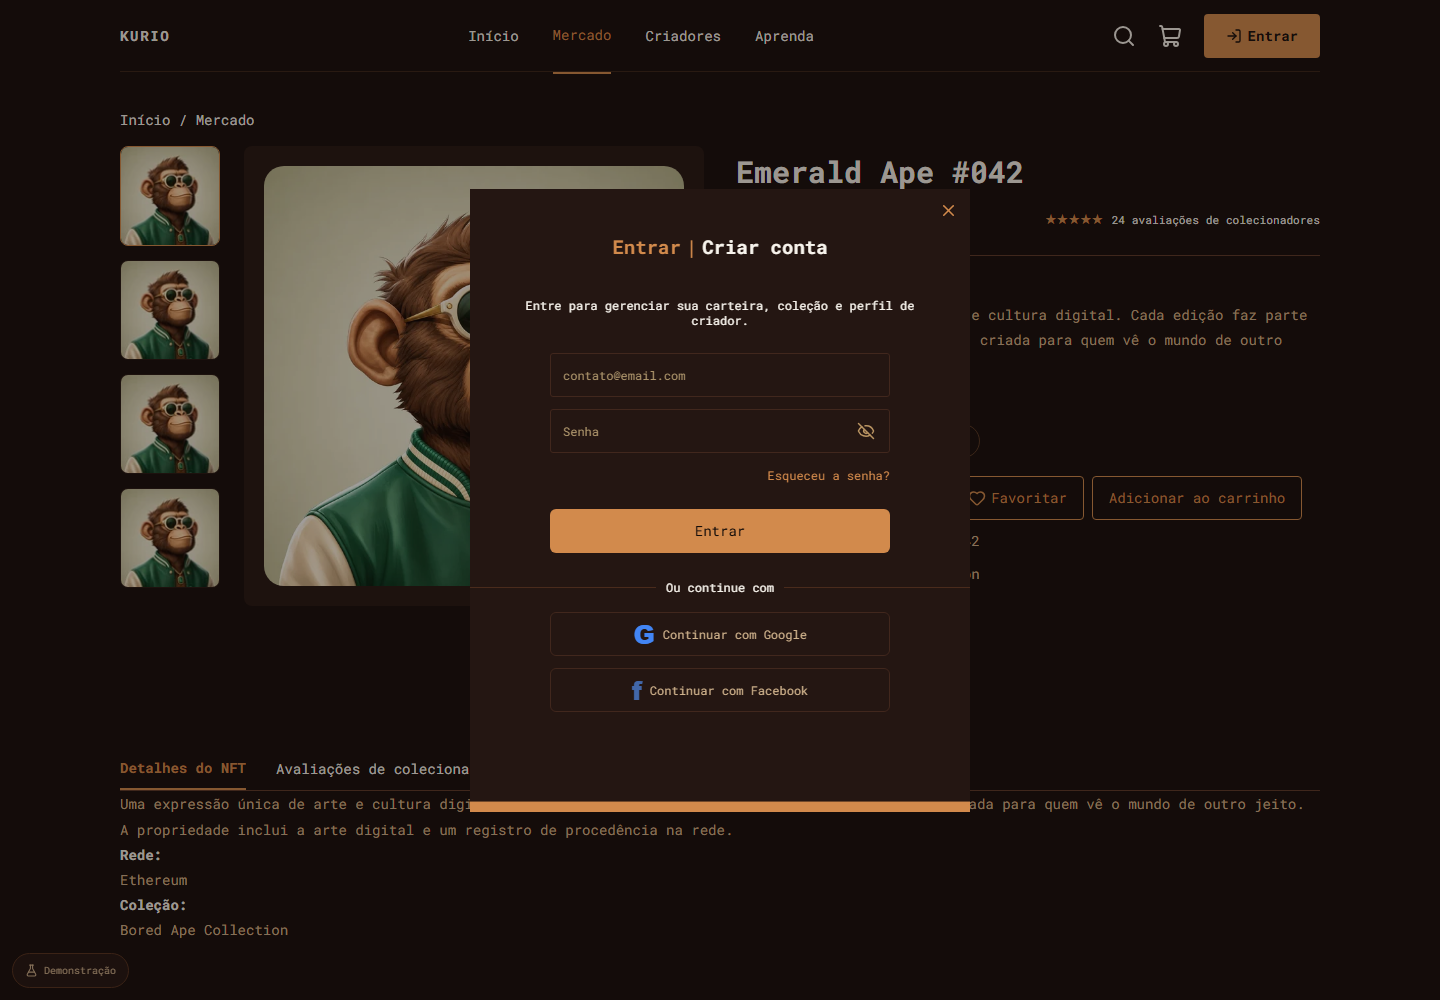 KURIO
Início
Mercado
Criadores
Aprenda
Entrar
Início / Mercado
Emerald Ape #042
★★★★★ 24 avaliações de colecionadores
e cultura digital. Cada edição faz parte
criada para quem vê o mundo de outro
Favoritar
Adicionar ao carrinho
Entrar | Criar conta
Entre para gerenciar sua carteira, coleção e perfil de
criador.
contato@email.com
Senha
Esqueceu a senha?
Entrar
Ou continue com
G Continuar com Google
f Continuar com Facebook
Detalhes do NFT
Avaliações de coleciona
Uma expressão única de arte e cultura digi
ada para quem vê o mundo de outro jeito.
A propriedade inclui a arte digital e um registro de procedência na rede.
Rede:
Ethereum
Coleção:
Bored Ape Collection
Demonstração